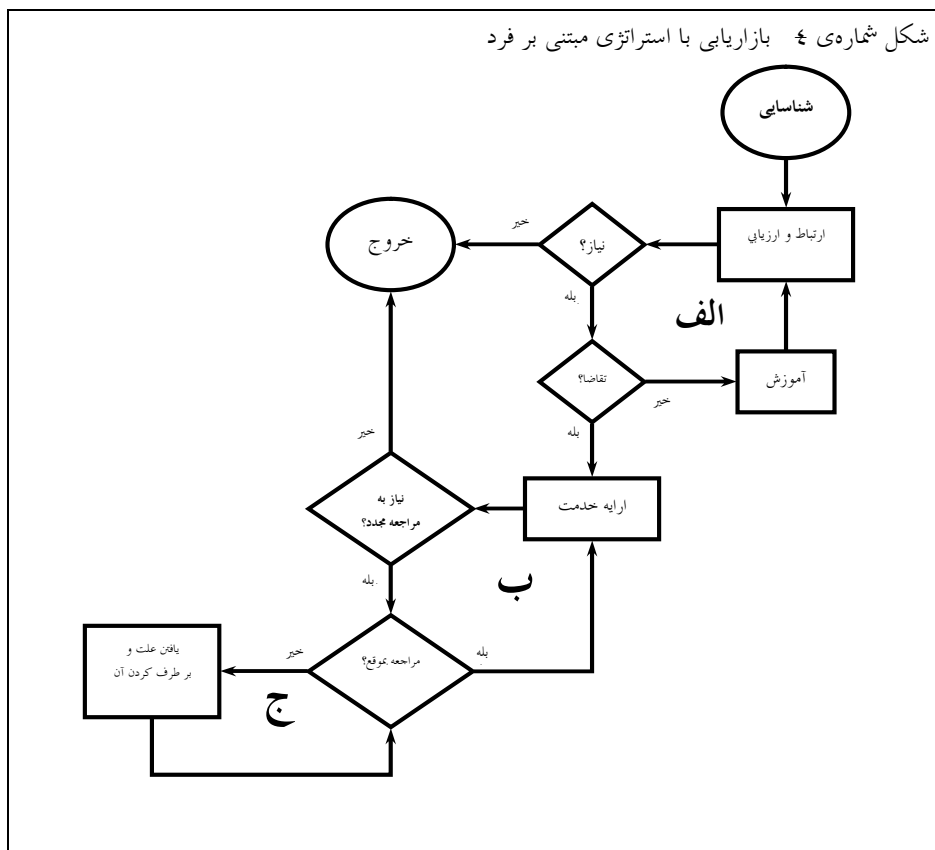 شکل شماره‌ی ٤ بازاریابی با استراتژی مبتنی بر فرد
شناسایی
ارتباط و ارزیابي
نیاز؟
خیر
خروج
بله
الف
تقاضا؟
خیر
آموزش
بله
ارایه خدمت
خیر
نیاز به
مراجعه مجدد؟
بله
ب
مراجعه بموقع؟
بله
خیر
یافتن علت و
بر طرف کردن آن
ج